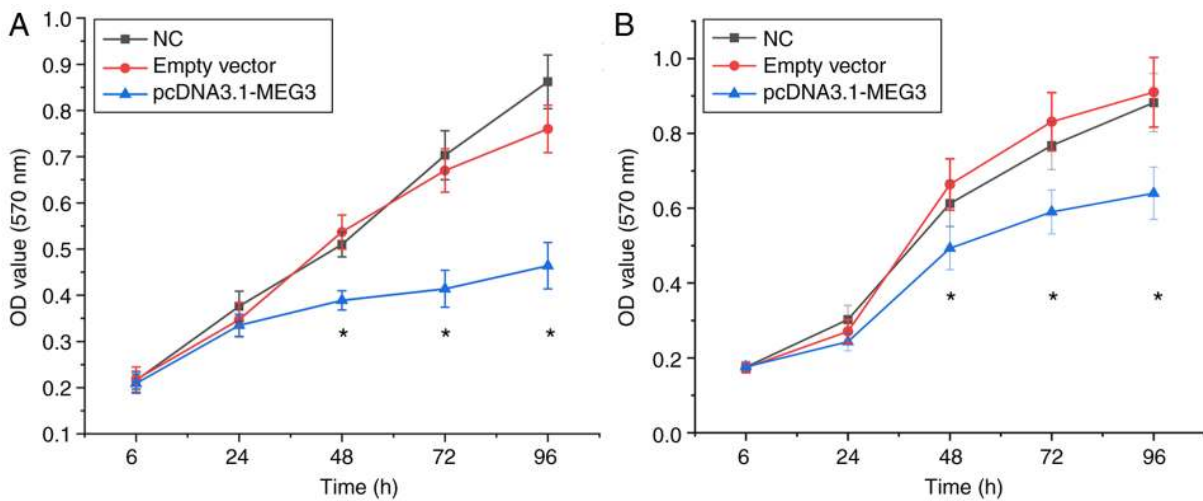 A
NC
Empty vector
pcDNA3.1-MEG3
OD value (570 nm)
1.0
0.9
0.8
0.7
0.6
0.5
0.4
0.3
0.2
0.1
* * *
6 24 48 72 96
Time (h)
B
NC
Empty vector
pcDNA3.1-MEG3
OD value (570 nm)
1.0
0.8
0.6
0.4
0.2
0.0
* * *
6 24 48 72 96
Time (h)